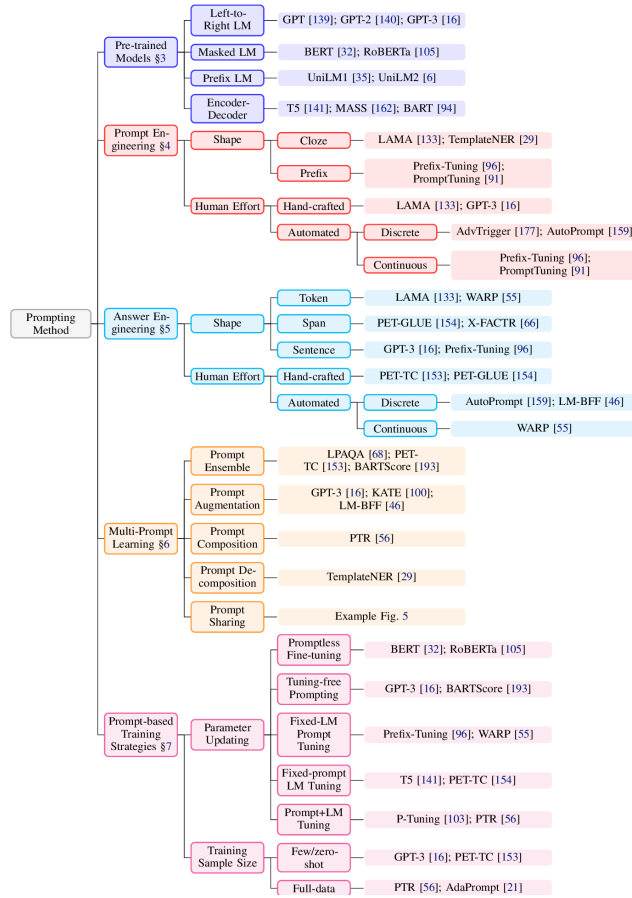 Left-to-
Right LM
GPT [139]; GPT-2 [140]; GPT-3 [16]
Pre-trained
Models §3
Masked LM
BERT [32]; RoBERTa [105]
Prefix LM
UniLM1 [35]; UniLM2 [6]
Encoder-
Decoder
T5 [141]; MASS [162]; BART [94]
Prompt En-
gineering §4
Shape
Cloze
LAMA [133]; TemplateNER [29]
Prefix
Prefix-Tuning [96];
PromptTuning [91]
Human Effort
Hand-crafted
LAMA [133]; GPT-3 [16]
Automated
Discrete
AdvTrigger [177]; AutoPrompt [159]
Continuous
Prefix-Tuning [96];
PromptTuning [91]
Prompting
Method
Answer En-
gineering §5
Shape
Token
LAMA [133]; WARP [55]
Span
PET-GLUE [154]; X-FACTR [66]
Sentence
GPT-3 [16]; Prefix-Tuning [96]
Human Effort
Hand-crafted
PET-TC [153]; PET-GLUE [154]
Automated
Discrete
AutoPrompt [159]; LM-BFF [46]
Continuous
WARP [55]
Multi-Prompt
Learning §6
Prompt
Ensemble
LPAQA [68]; PET-
TC [153]; BARTScore [193]
Prompt
Augmentation
GPT-3 [16]; KATE [100];
LM-BFF [46]
Prompt
Composition
PTR [56]
Prompt De-
composition
TemplateNER [29]
Prompt
Sharing
Example Fig. 5
Prompt-based
Training
Strategies §7
Parameter
Updating
Promptless
Fine-tuning
BERT [32]; RoBERTa [105]
Tuning-free
Prompting
GPT-3 [16]; BARTScore [193]
Fixed-LM
Prompt
Tuning
Prefix-Tuning [96]; WARP [55]
Fixed-prompt
LM Tuning
T5 [141]; PET-TC [154]
Prompt+LM
Tuning
P-Tuning [103]; PTR [56]
Training
Sample Size
Few/zero-
shot
GPT-3 [16]; PET-TC [153]
Full-data
PTR [56]; AdaPrompt [21]